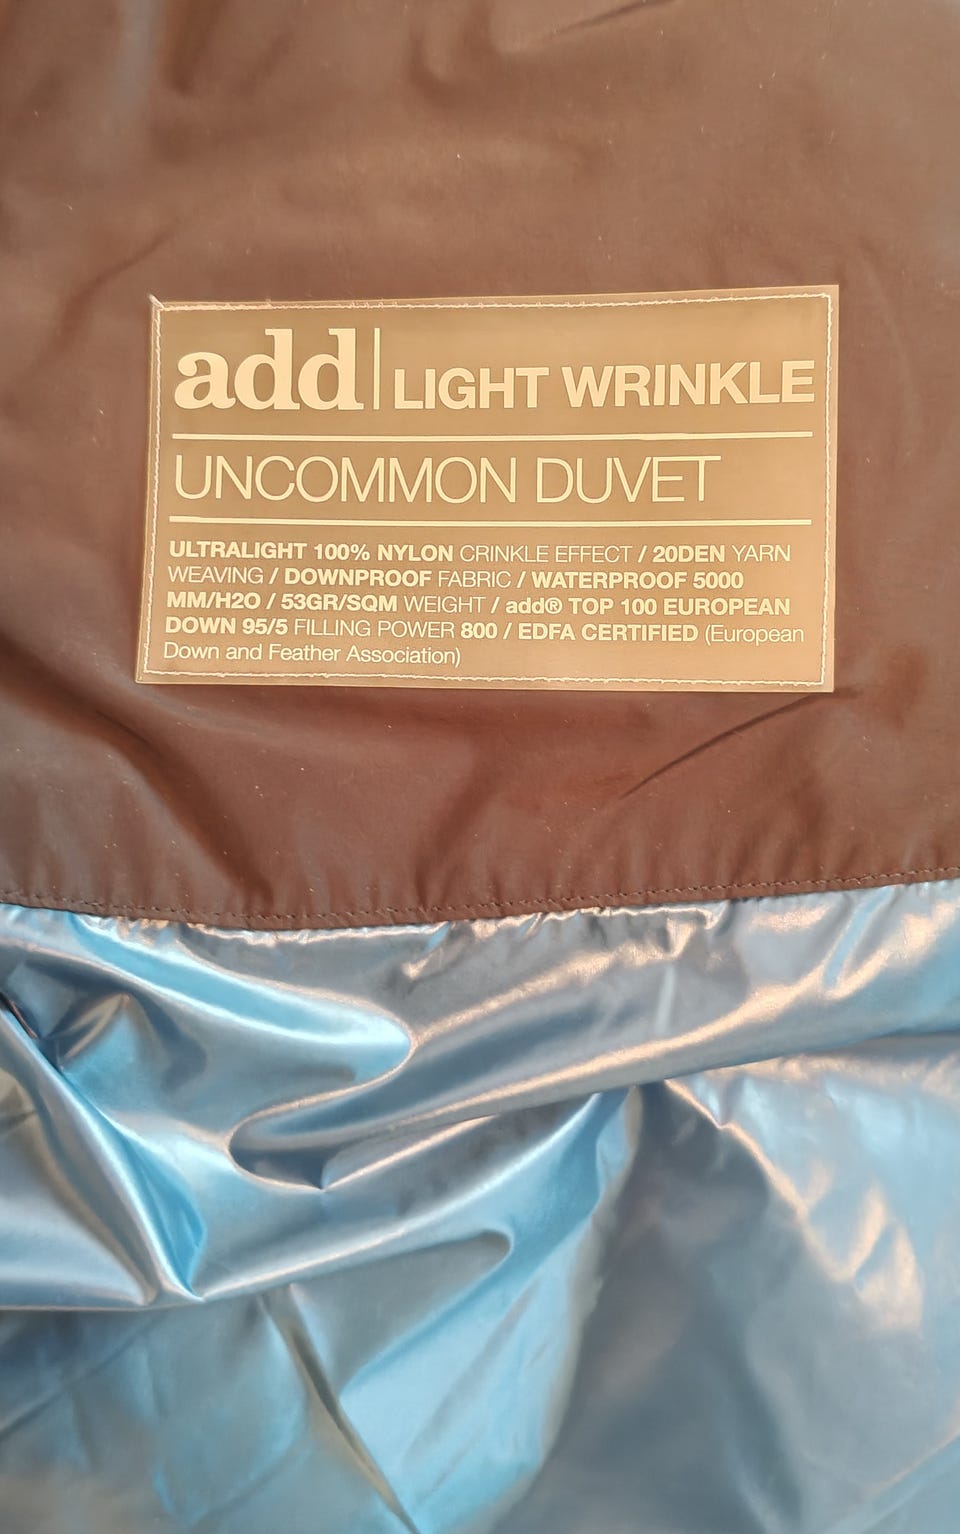 add | LIGHT WRINKLE
UNCOMMON DUVET
ULTRALIGHT 100% NYLON CRINKLE EFFECT / 20DEN YARN
WEAVING / DOWNPROOF FABRIC / WATERPROOF 5000
MM/H2O / 53GR/SQM WEIGHT / add® TOP 100 EUROPEAN
DOWN 95/5 FILLING POWER 800 / EDFA CERTIFIED (European
Down and Feather Association)